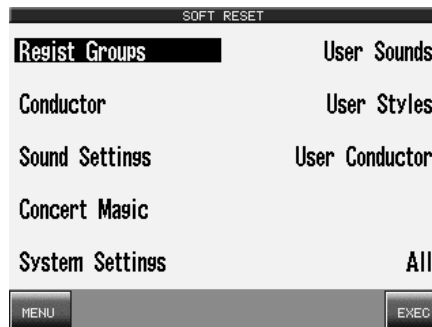 SOFT RESET
Regist Groups User Sounds
Conductor User Styles
Sound Settings User Conductor
Concert Magic
System Settings All
MENU EXEC